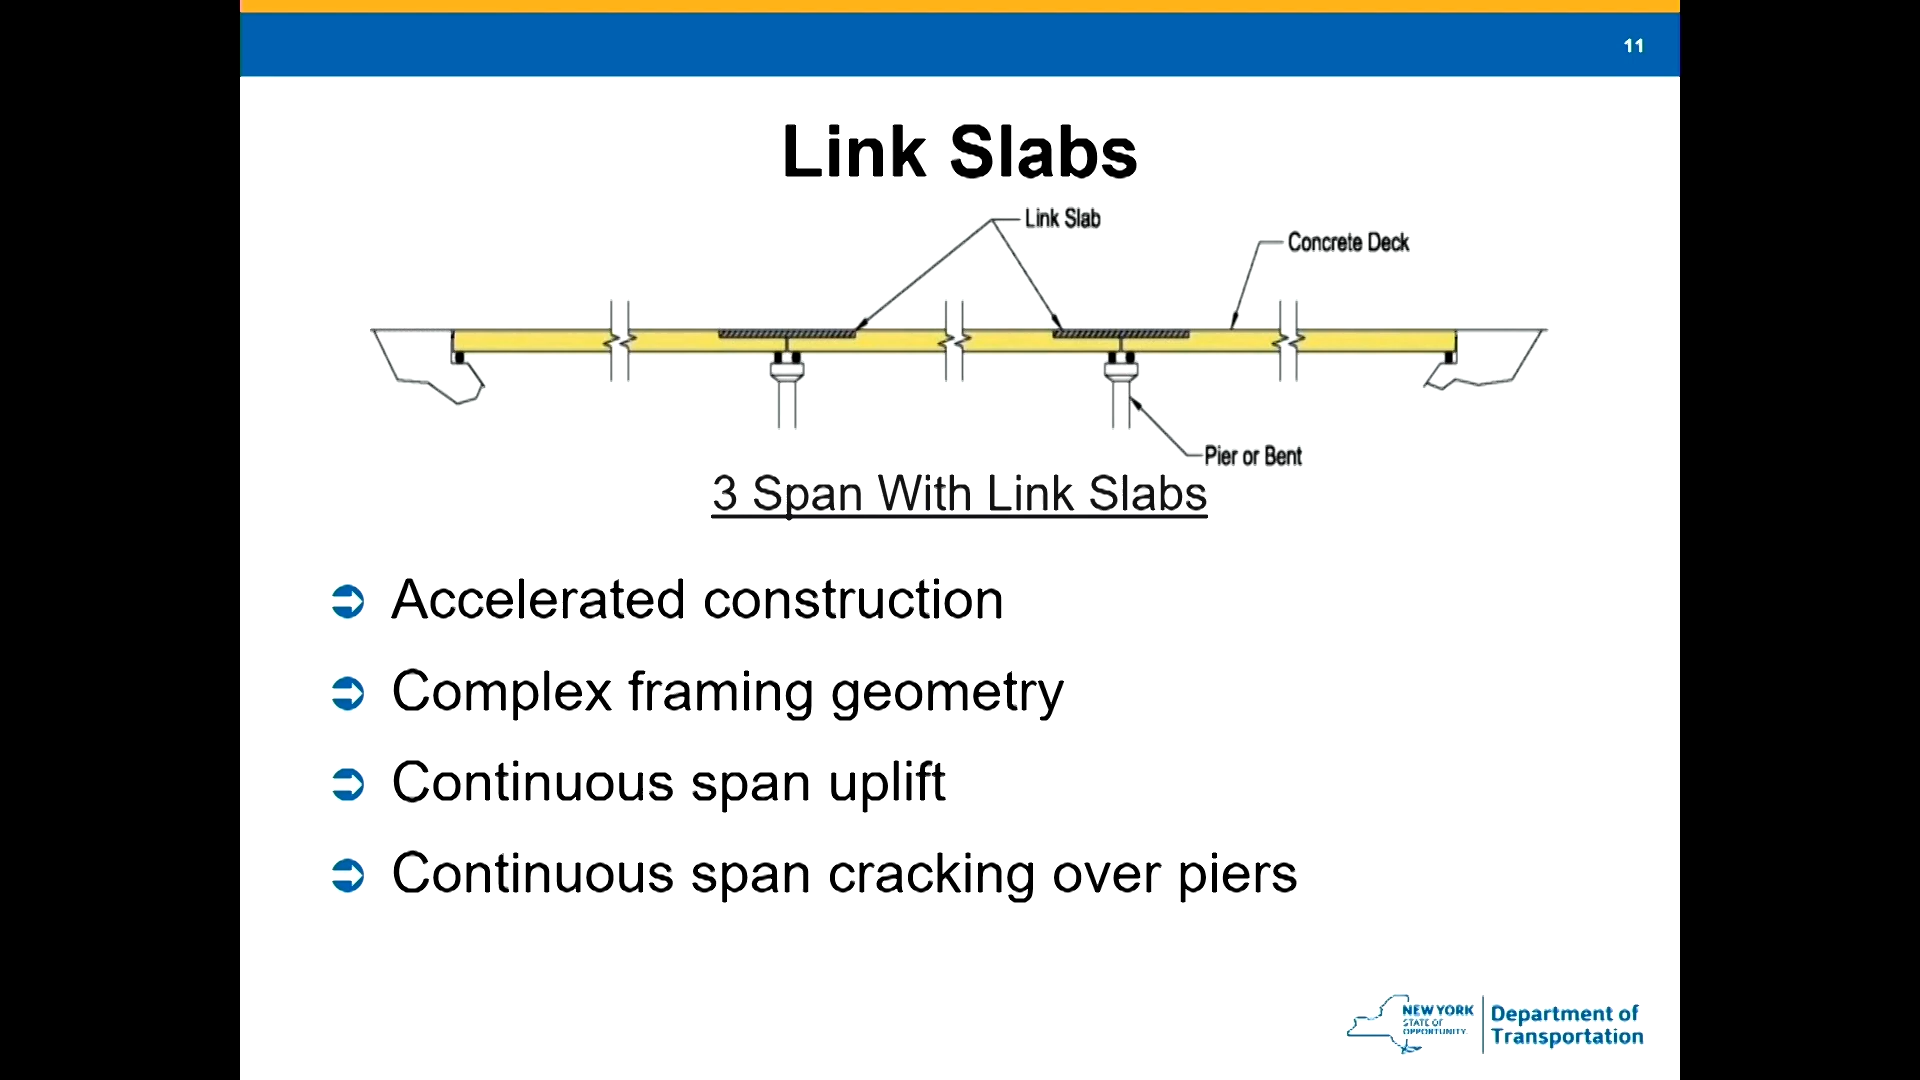 11
Link Slabs
Link Slab
Concrete Deck
Pier or Bent
3 Span With Link Slabs
Accelerated construction
Complex framing geometry
Continuous span uplift
Continuous span cracking over piers
NEW YORK
STATE OF
OPPORTUNITY.
Department of
Transportation